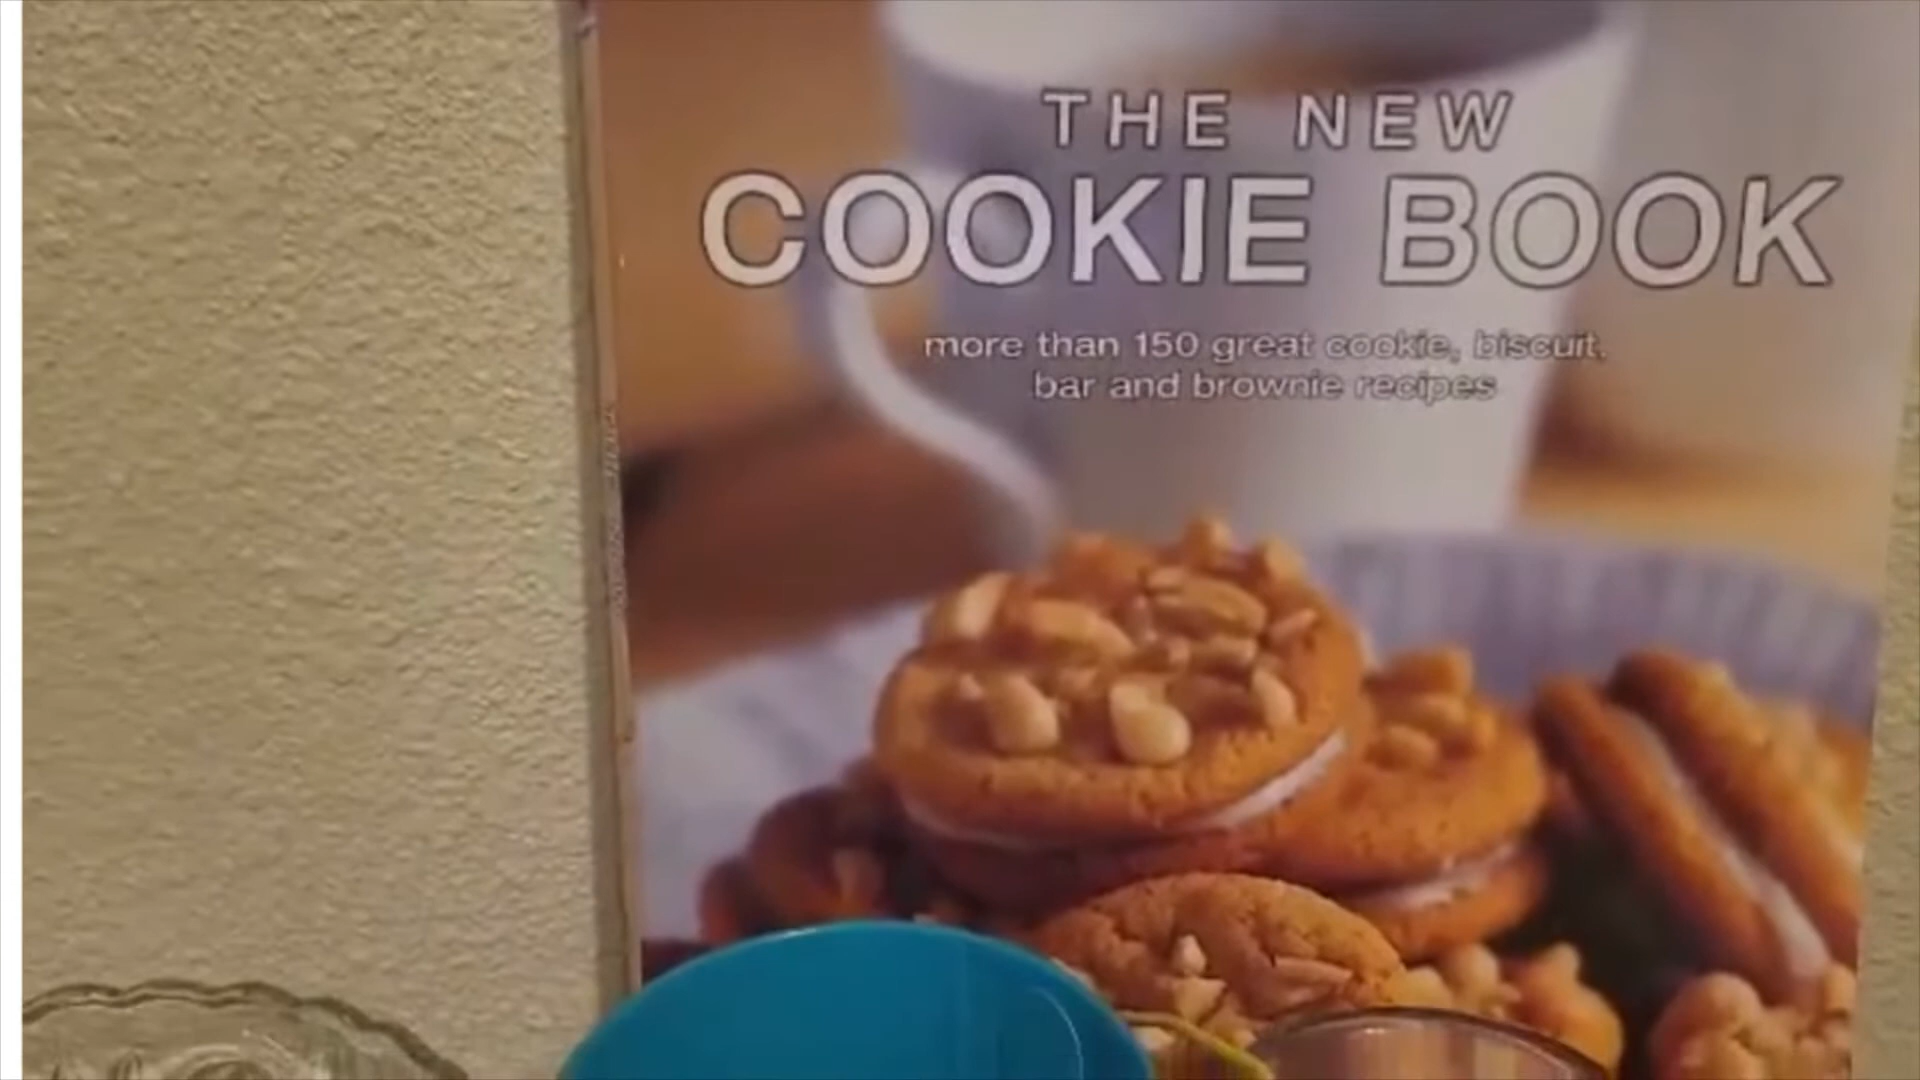 THE NEW
COOKIE BOOK
more than 150 great cookie, biscuit,
bar and brownie recipes